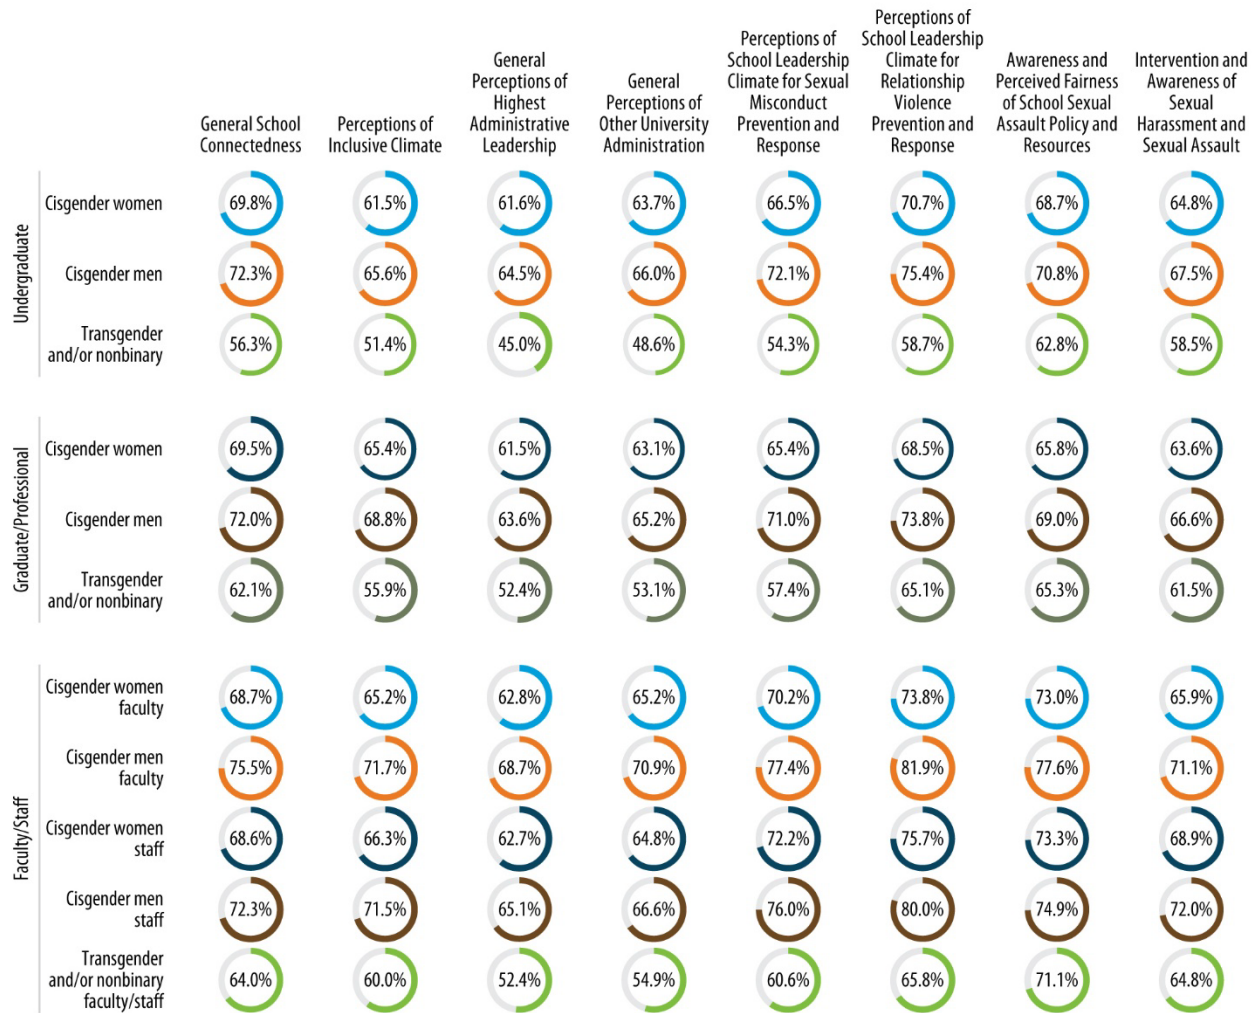 General School
Connectedness
Perceptions of
Inclusive Climate
General
Perceptions of
Highest
Administrative
Leadership
General
Perceptions of
Other University
Administration
Perceptions of
School Leadership
Climate for Sexual
Misconduct
Prevention and
Response
Perceptions of
School Leadership
Climate for
Relationship
Violence
Prevention and
Response
Awareness and
Perceived Fairness
of School Sexual
Assault Policy and
Resources
Intervention and
Awareness of
Sexual
Harassment and
Sexual Assault
Undergraduate
Cisgender women
69.8% 61.5% 61.6% 63.7% 66.5% 70.7% 68.7% 64.8%
Cisgender men
72.3% 65.6% 64.5% 66.0% 72.1% 75.4% 70.8% 67.5%
Transgender
and/or nonbinary
56.3% 51.4% 45.0% 48.6% 54.3% 58.7% 62.8% 58.5%
Graduate/Professional
Cisgender women
69.5% 65.4% 61.5% 63.1% 65.4% 68.5% 65.8% 63.6%
Cisgender men
72.0% 68.8% 63.6% 65.2% 71.0% 73.8% 69.0% 66.6%
Transgender
and/or nonbinary
62.1% 55.9% 52.4% 53.1% 57.4% 65.1% 65.3% 61.5%
Faculty/Staff
Cisgender women
faculty
68.7% 65.2% 62.8% 65.2% 70.2% 73.8% 73.0% 65.9%
Cisgender men
faculty
75.5% 71.7% 68.7% 70.9% 77.4% 81.9% 77.6% 71.1%
Cisgender women
staff
68.6% 66.3% 62.7% 64.8% 72.2% 75.7% 73.3% 68.9%
Cisgender men
staff
72.3% 71.5% 65.1% 66.6% 76.0% 80.0% 74.9% 72.0%
Transgender
and/or nonbinary
faculty/staff
64.0% 60.0% 52.4% 54.9% 60.6% 65.8% 71.1% 64.8%